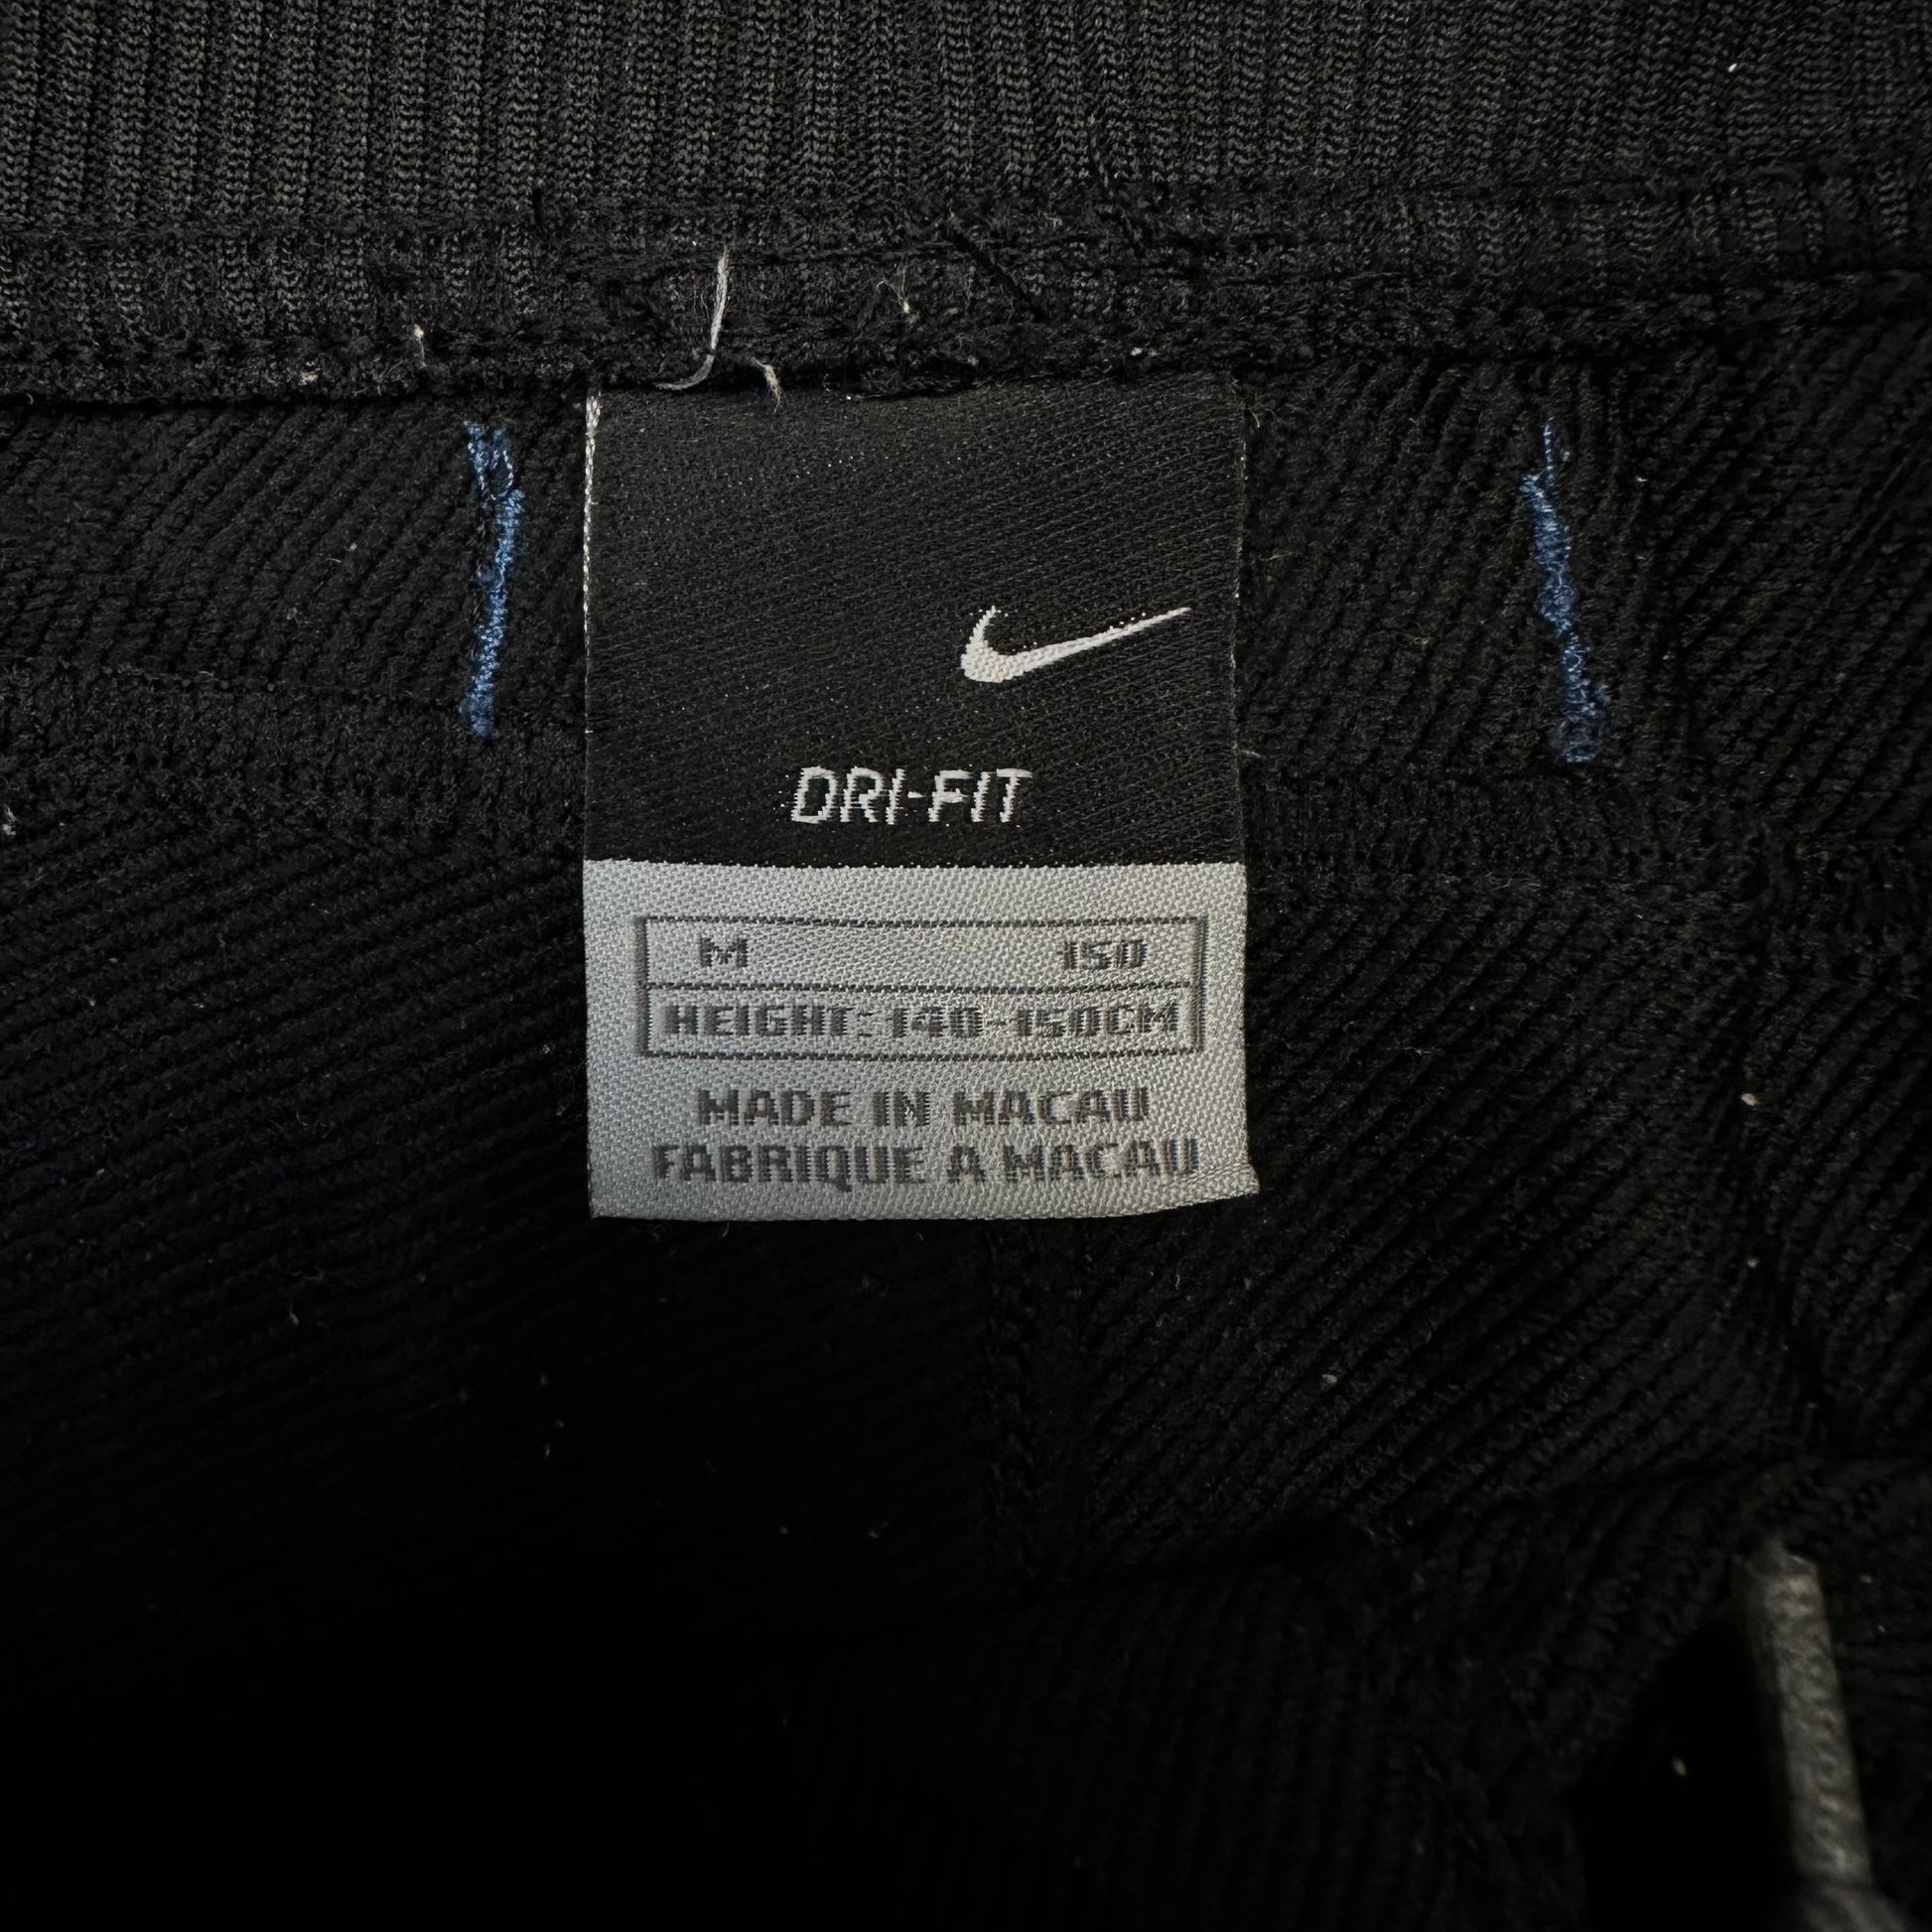 DRI-FIT
M 150
HEIGHT: 140-150CM
MADE IN MACAU
FABRIQUE A MACAU